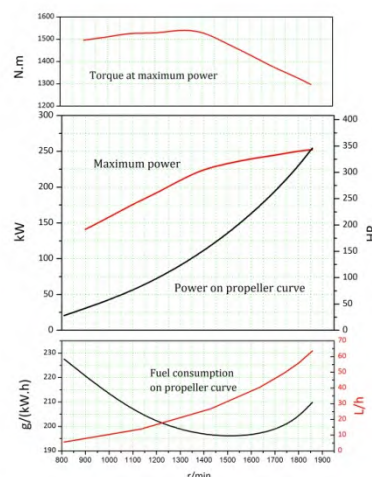 1600
1500
1400
1300
1200
N.m
Torque at maximum power
300
250
200
150
100
50
0
kW
400
350
300
250
200
150
100
50
0
HP
Maximum power
Power on propeller curve
230
220
210
200
190
g/(kW.h)
Fuel consumption
on propeller curve
70
60
50
40
30
20
10
0
L/h
800 900 1000 1100 1200 1300 1400 1500 1600 1700 1800 1900
r/min